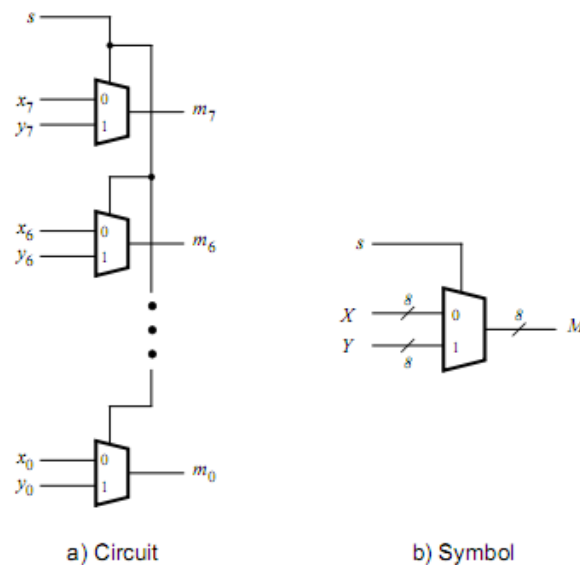 s
x7 0 m7
y7 1
x6 0 m6
y6 1
s
X 8 0 8 M
Y 8 1
x0 0 m0
y0 1
a) Circuit b) Symbol